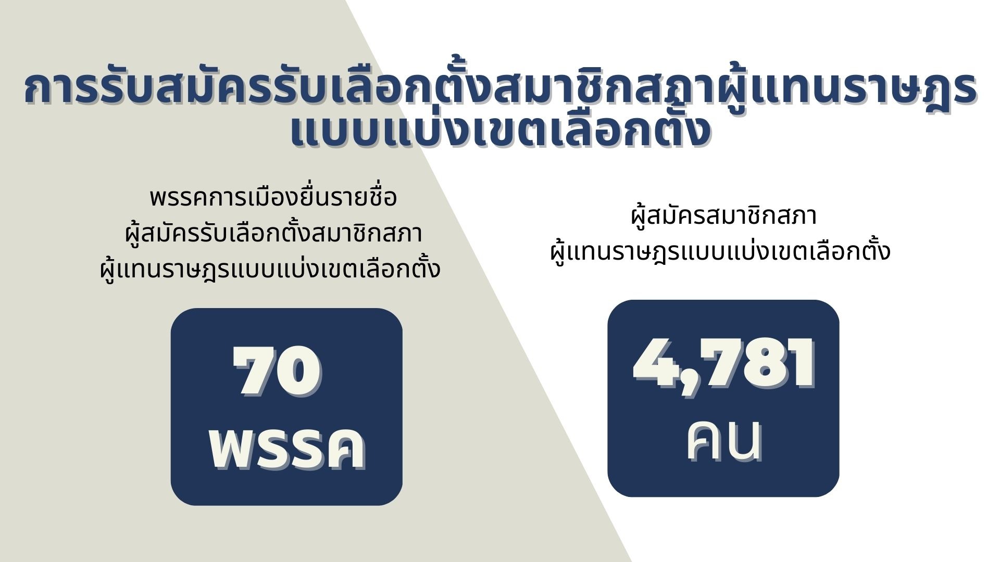 การรับสมัครรับเลือกตั้งสมาชิกสภาผู้แทนราษฎร
แบบแบ่งเขตเลือกตั้ง
พรรคการเมืองยื่นรายชื่อ
ผู้สมัครรับเลือกตั้งสมาชิกสภา
ผู้แทนราษฎรแบบแบ่งเขตเลือกตั้ง
70
พรรค
ผู้สมัครสมาชิกสภา
ผู้แทนราษฎรแบบแบ่งเขตเลือกตั้ง
4,781
คน